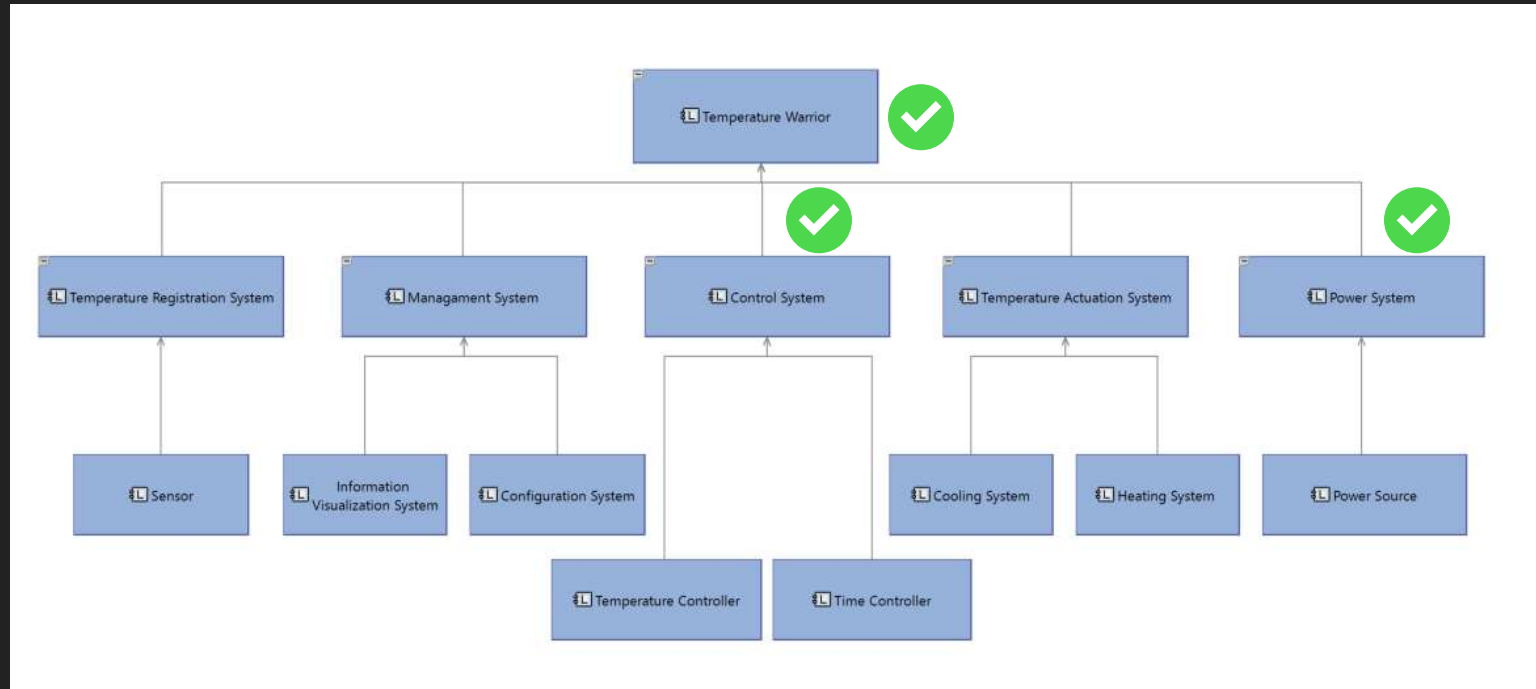 Temperature Warrior
Temperature Registration System
Managament System
Control System
Temperature Actuation System
Power System
Sensor
Information
Visualization System
Configuration System
Cooling System
Heating System
Power Source
Temperature Controller
Time Controller